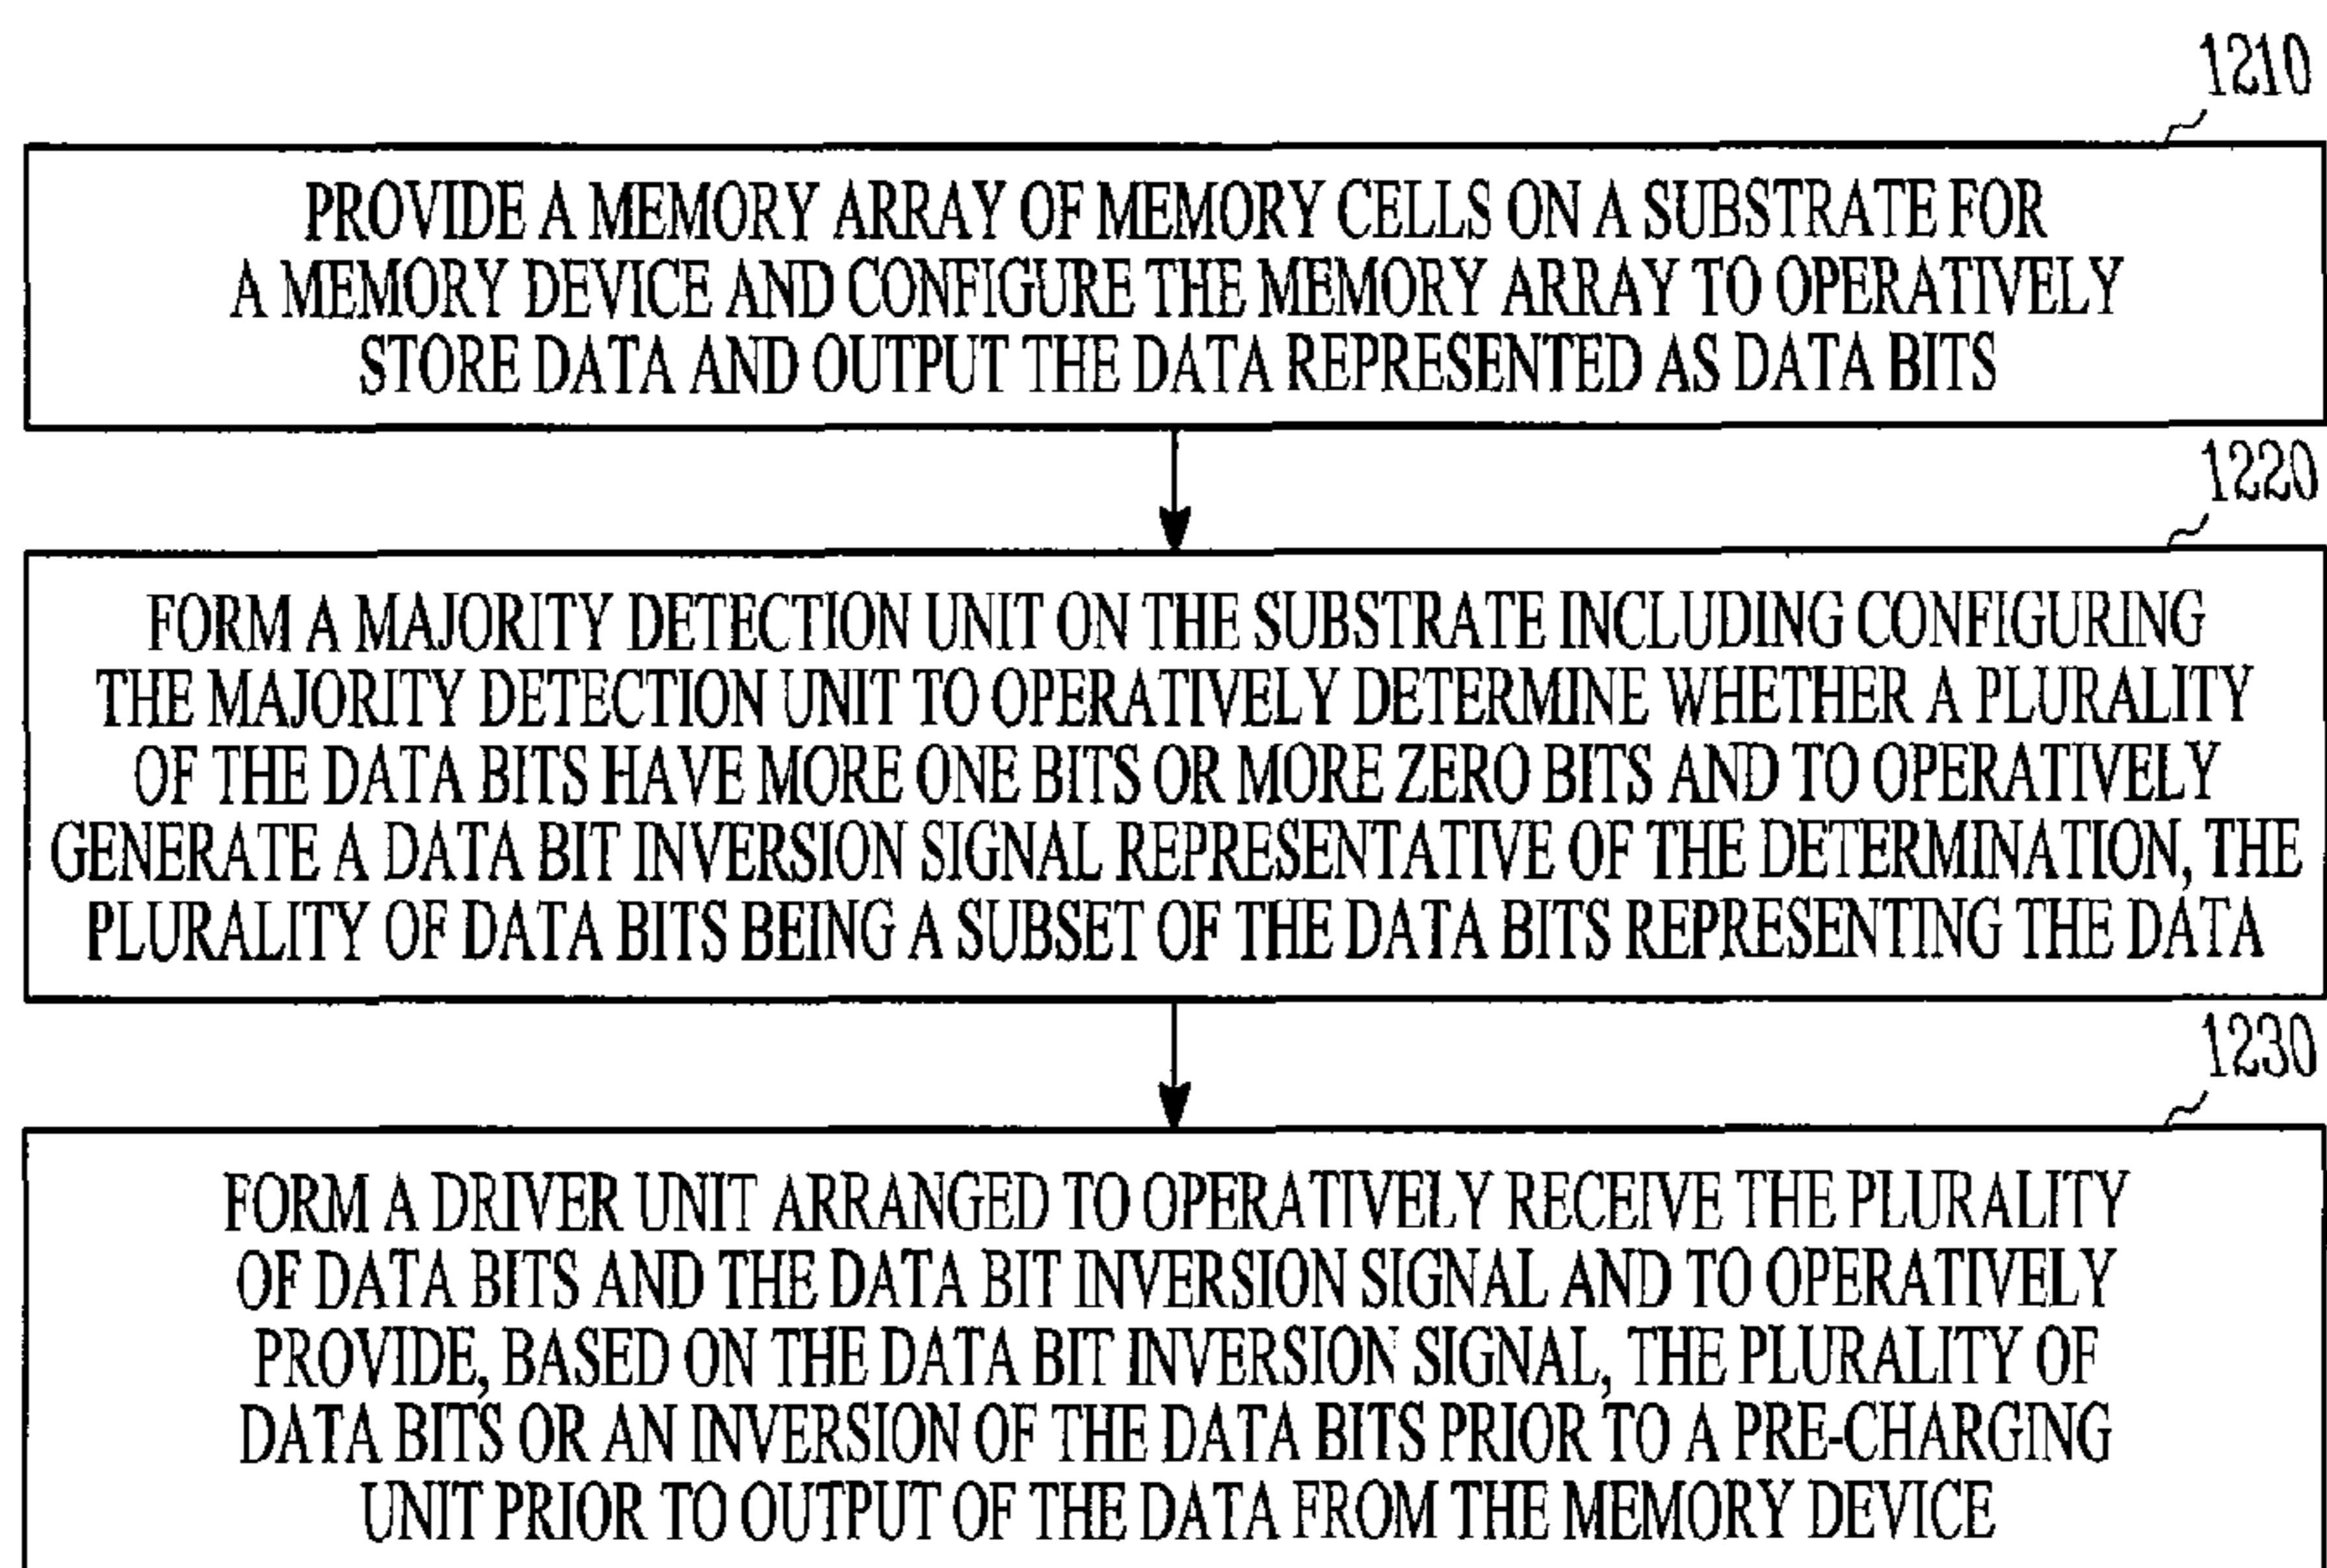 1210
PROVIDE A MEMORY ARRAY OF MEMORY CELLS ON A SUBSTRATE FOR
A MEMORY DEVICE AND CONFIGURE THE MEMORY ARRAY TO OPERATIVELY
STORE DATA AND OUTPUT THE DATA REPRESENTED AS DATA BITS
1220
FORM A MAJORITY DETECTION UNIT ON THE SUBSTRATE INCLUDING CONFIGURING
THE MAJORITY DETECTION UNIT TO OPERATIVELY DETERMINE WHETHER A PLURALITY
OF THE DATA BITS HAVE MORE ONE BITS OR MORE ZERO BITS AND TO OPERATIVELY
GENERATE A DATA BIT INVERSION SIGNAL REPRESENTATIVE OF THE DETERMINATION, THE
PLURALITY OF DATA BITS BEING A SUBSET OF THE DATA BITS REPRESENTING THE DATA
1230
FORM A DRIVER UNIT ARRANGED TO OPERATIVELY RECEIVE THE PLURALITY
OF DATA BITS AND THE DATA BIT INVERSION SIGNAL AND TO OPERATIVELY
PROVIDE, BASED ON THE DATA BIT INVERSION SIGNAL, THE PLURALITY OF
DATA BITS OR AN INVERSION OF THE DATA BITS PRIOR TO A PRE-CHARGING
UNIT PRIOR TO OUTPUT OF THE DATA FROM THE MEMORY DEVICE